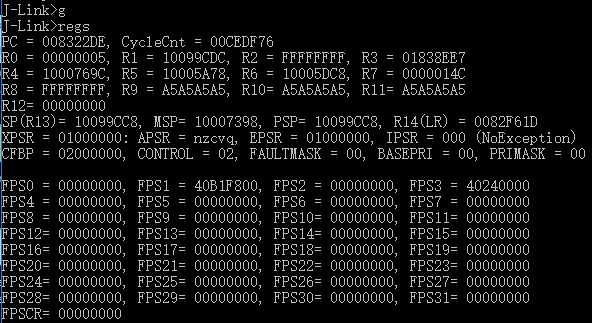 J-Link>g
J-Link>regs
PC = 008322DE, CycleCnt = 00CEDF76
R0 = 00000005, R1 = 10099CDC, R2 = FFFFFFFF, R3 = 01838EE7
R4 = 1000769C, R5 = 10005A78, R6 = 10005DC8, R7 = 0000014C
R8 = FFFFFFFF, R9 = A5A5A5A5, R10= A5A5A5A5, R11= A5A5A5A5
R12= 00000000
SP(R13)= 10099CC8, MSP= 10007398, PSP= 10099CC8, R14(LR) = 0082F61D
XPSR = 01000000: APSR = nzcvq, EPSR = 01000000, IPSR = 000 (NoException)
CFBP = 02000000, CONTROL = 02, FAULTMASK = 00, BASEPRI = 00, PRIMASK = 00
FPS0 = 00000000, FPS1 = 40B1F800, FPS2 = 00000000, FPS3 = 40240000
FPS4 = 00000000, FPS5 = 00000000, FPS6 = 00000000, FPS7 = 00000000
FPS8 = 00000000, FPS9 = 00000000, FPS10= 00000000, FPS11= 00000000
FPS12= 00000000, FPS13= 00000000, FPS14= 00000000, FPS15= 00000000
FPS16= 00000000, FPS17= 00000000, FPS18= 00000000, FPS19= 00000000
FPS20= 00000000, FPS21= 00000000, FPS22= 00000000, FPS23= 00000000
FPS24= 00000000, FPS25= 00000000, FPS26= 00000000, FPS27= 00000000
FPS28= 00000000, FPS29= 00000000, FPS30= 00000000, FPS31= 00000000
FPSCR= 00000000